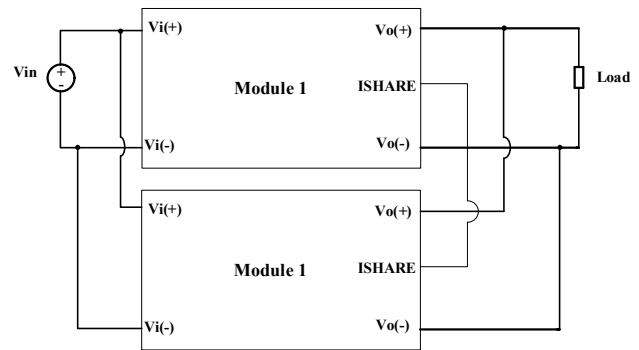 Vi(+)
Vo(+)
Vin
+
-
Module 1
ISHARE
Load
Vi(-)
Vo(-)
Vi(+)
Vo(+)
Module 1
ISHARE
Vi(-)
Vo(-)